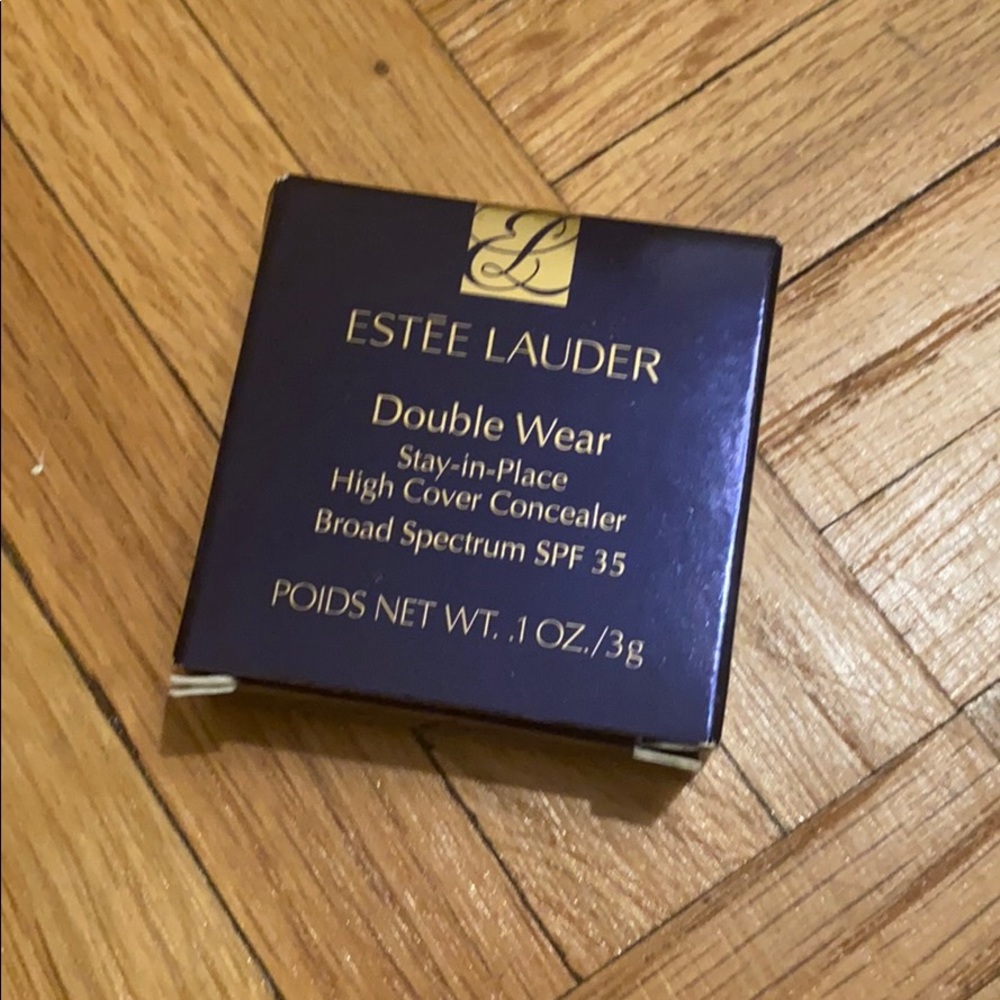 EL
ESTĒE LAUDER
Double Wear
Stay-in-Place
High Cover Concealer
Broad Spectrum SPF 35
POIDS NET WT. .1 OZ./3g